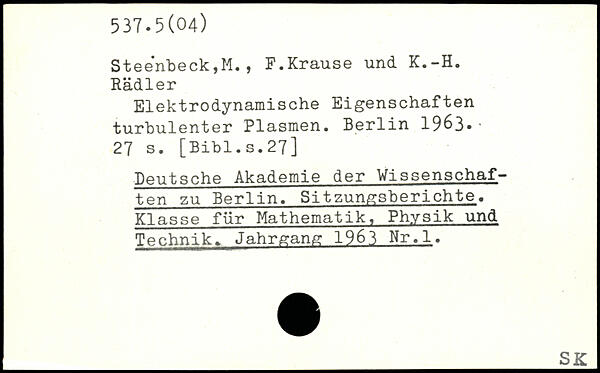 537.5(04)
Steenbeck,M., F.Krause und K.-H.
Rädler
Elektrodynamische Eigenschaften
turbulenter Plasmen. Berlin 1963.
27 s. [Bibl.s.27]
Deutsche Akademie der Wissenschaf-
ten zu Berlin. Sitzungsberichte.
Klasse für Mathematik, Physik und
Technik. Jahrgang 1963 Nr.1.
SK